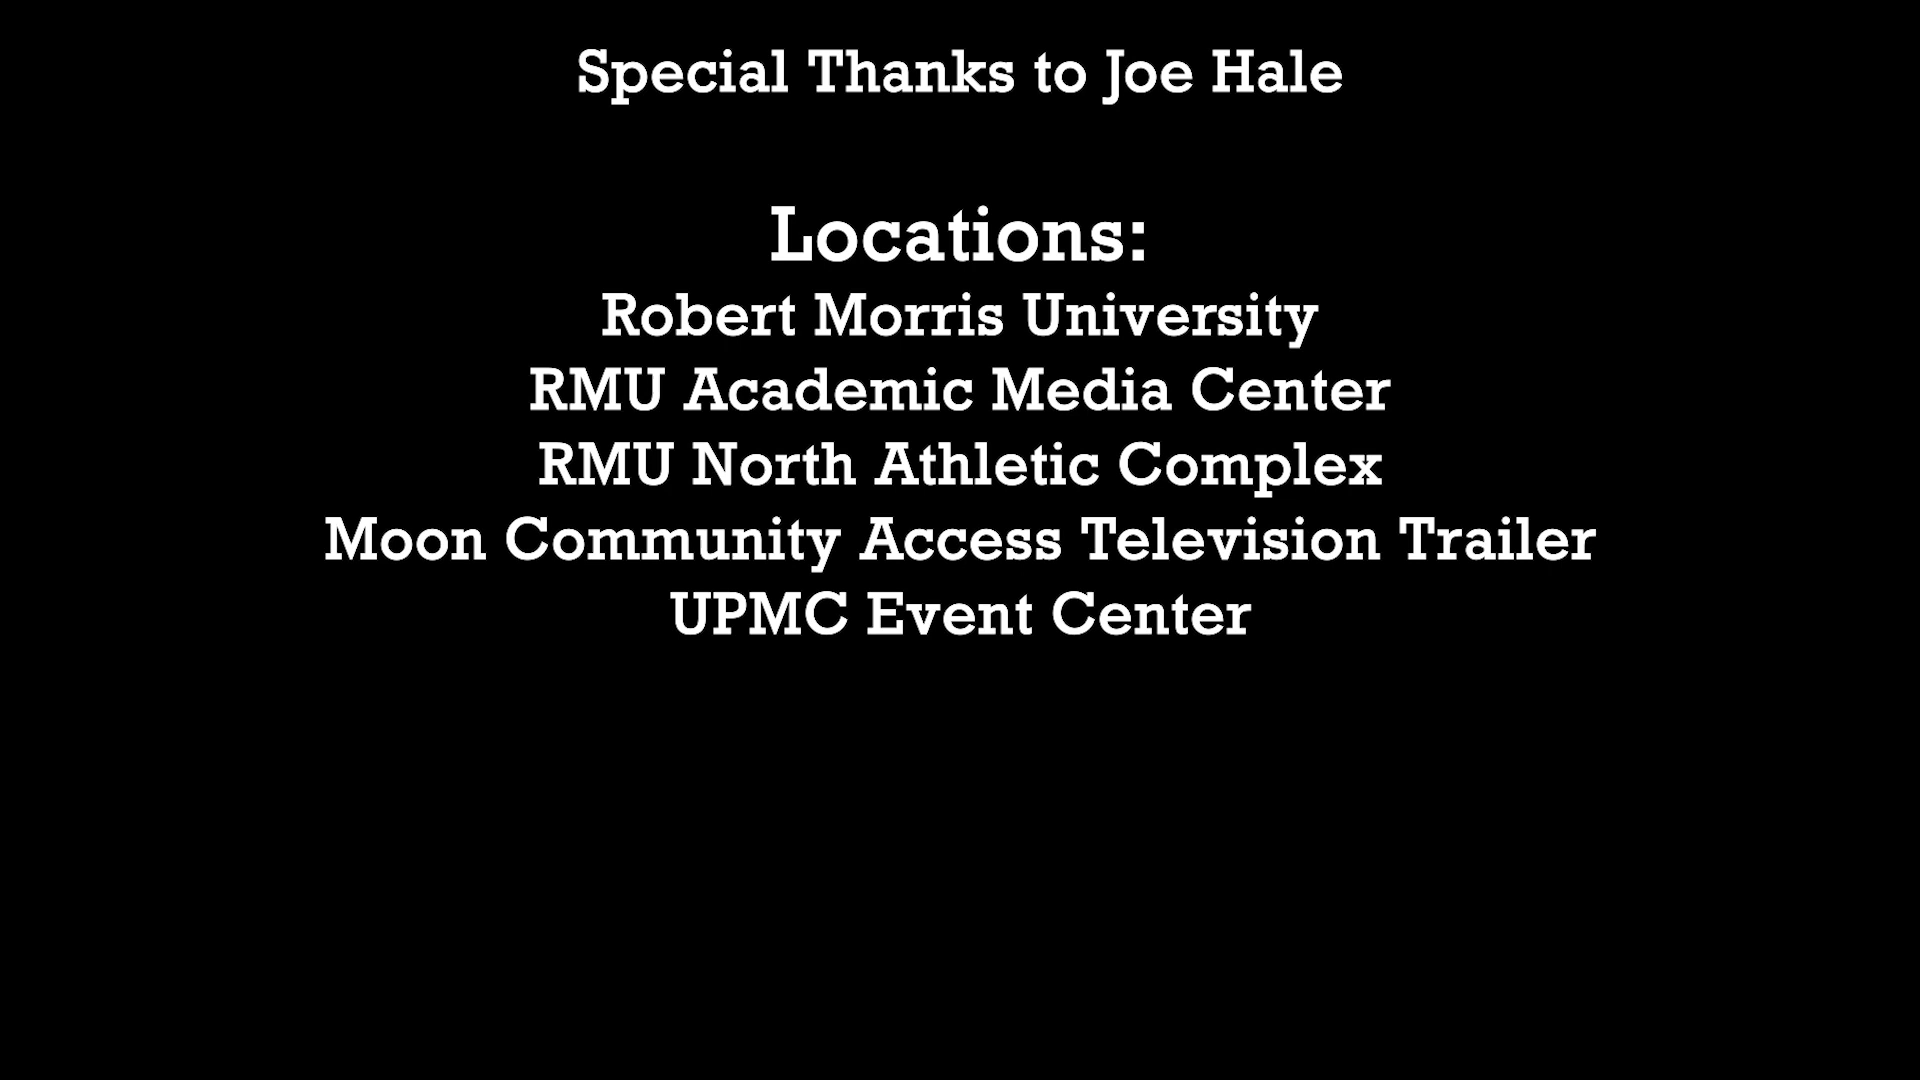 Special Thanks to Joe Hale
Locations:
Robert Morris University
RMU Academic Media Center
RMU North Athletic Complex
Moon Community Access Television Trailer
UPMC Event Center